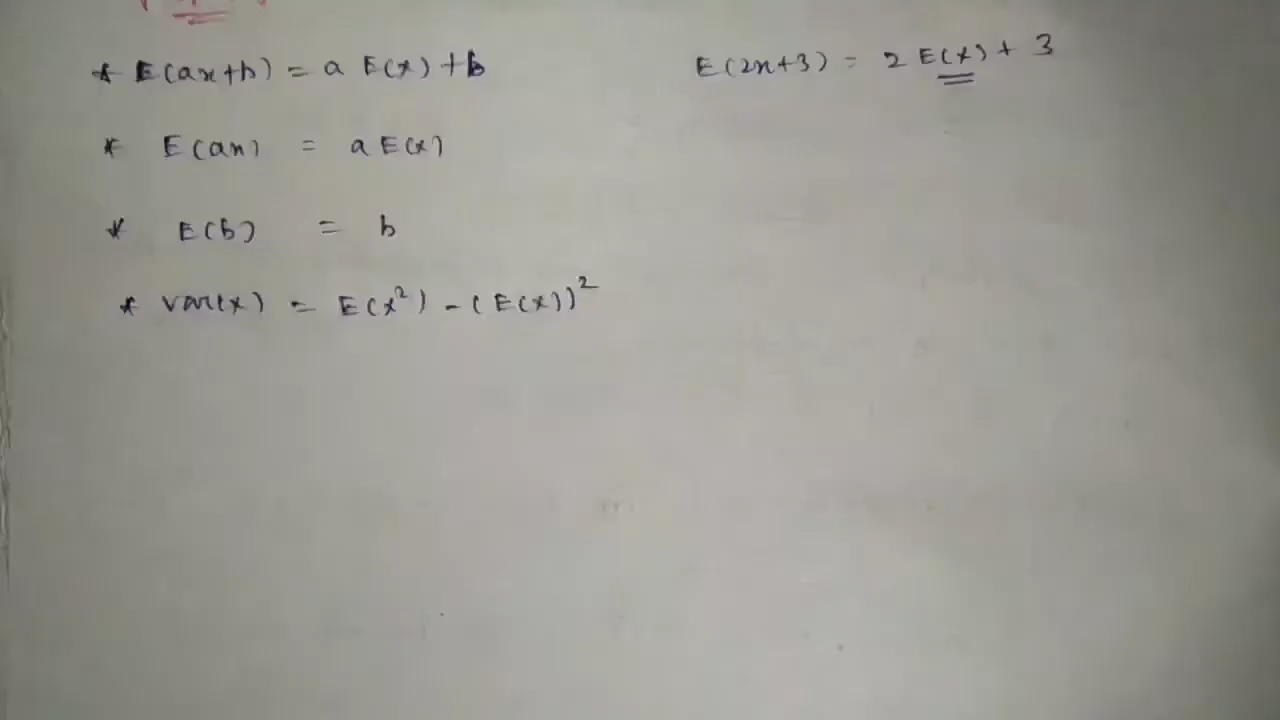 * E(ax+b) = a E(x) + b
E(2x+3) = 2 E(x) + 3
* E(ax) = a E(x)
* E(b) = b
* var(x) = E(x²) - (E(x))²